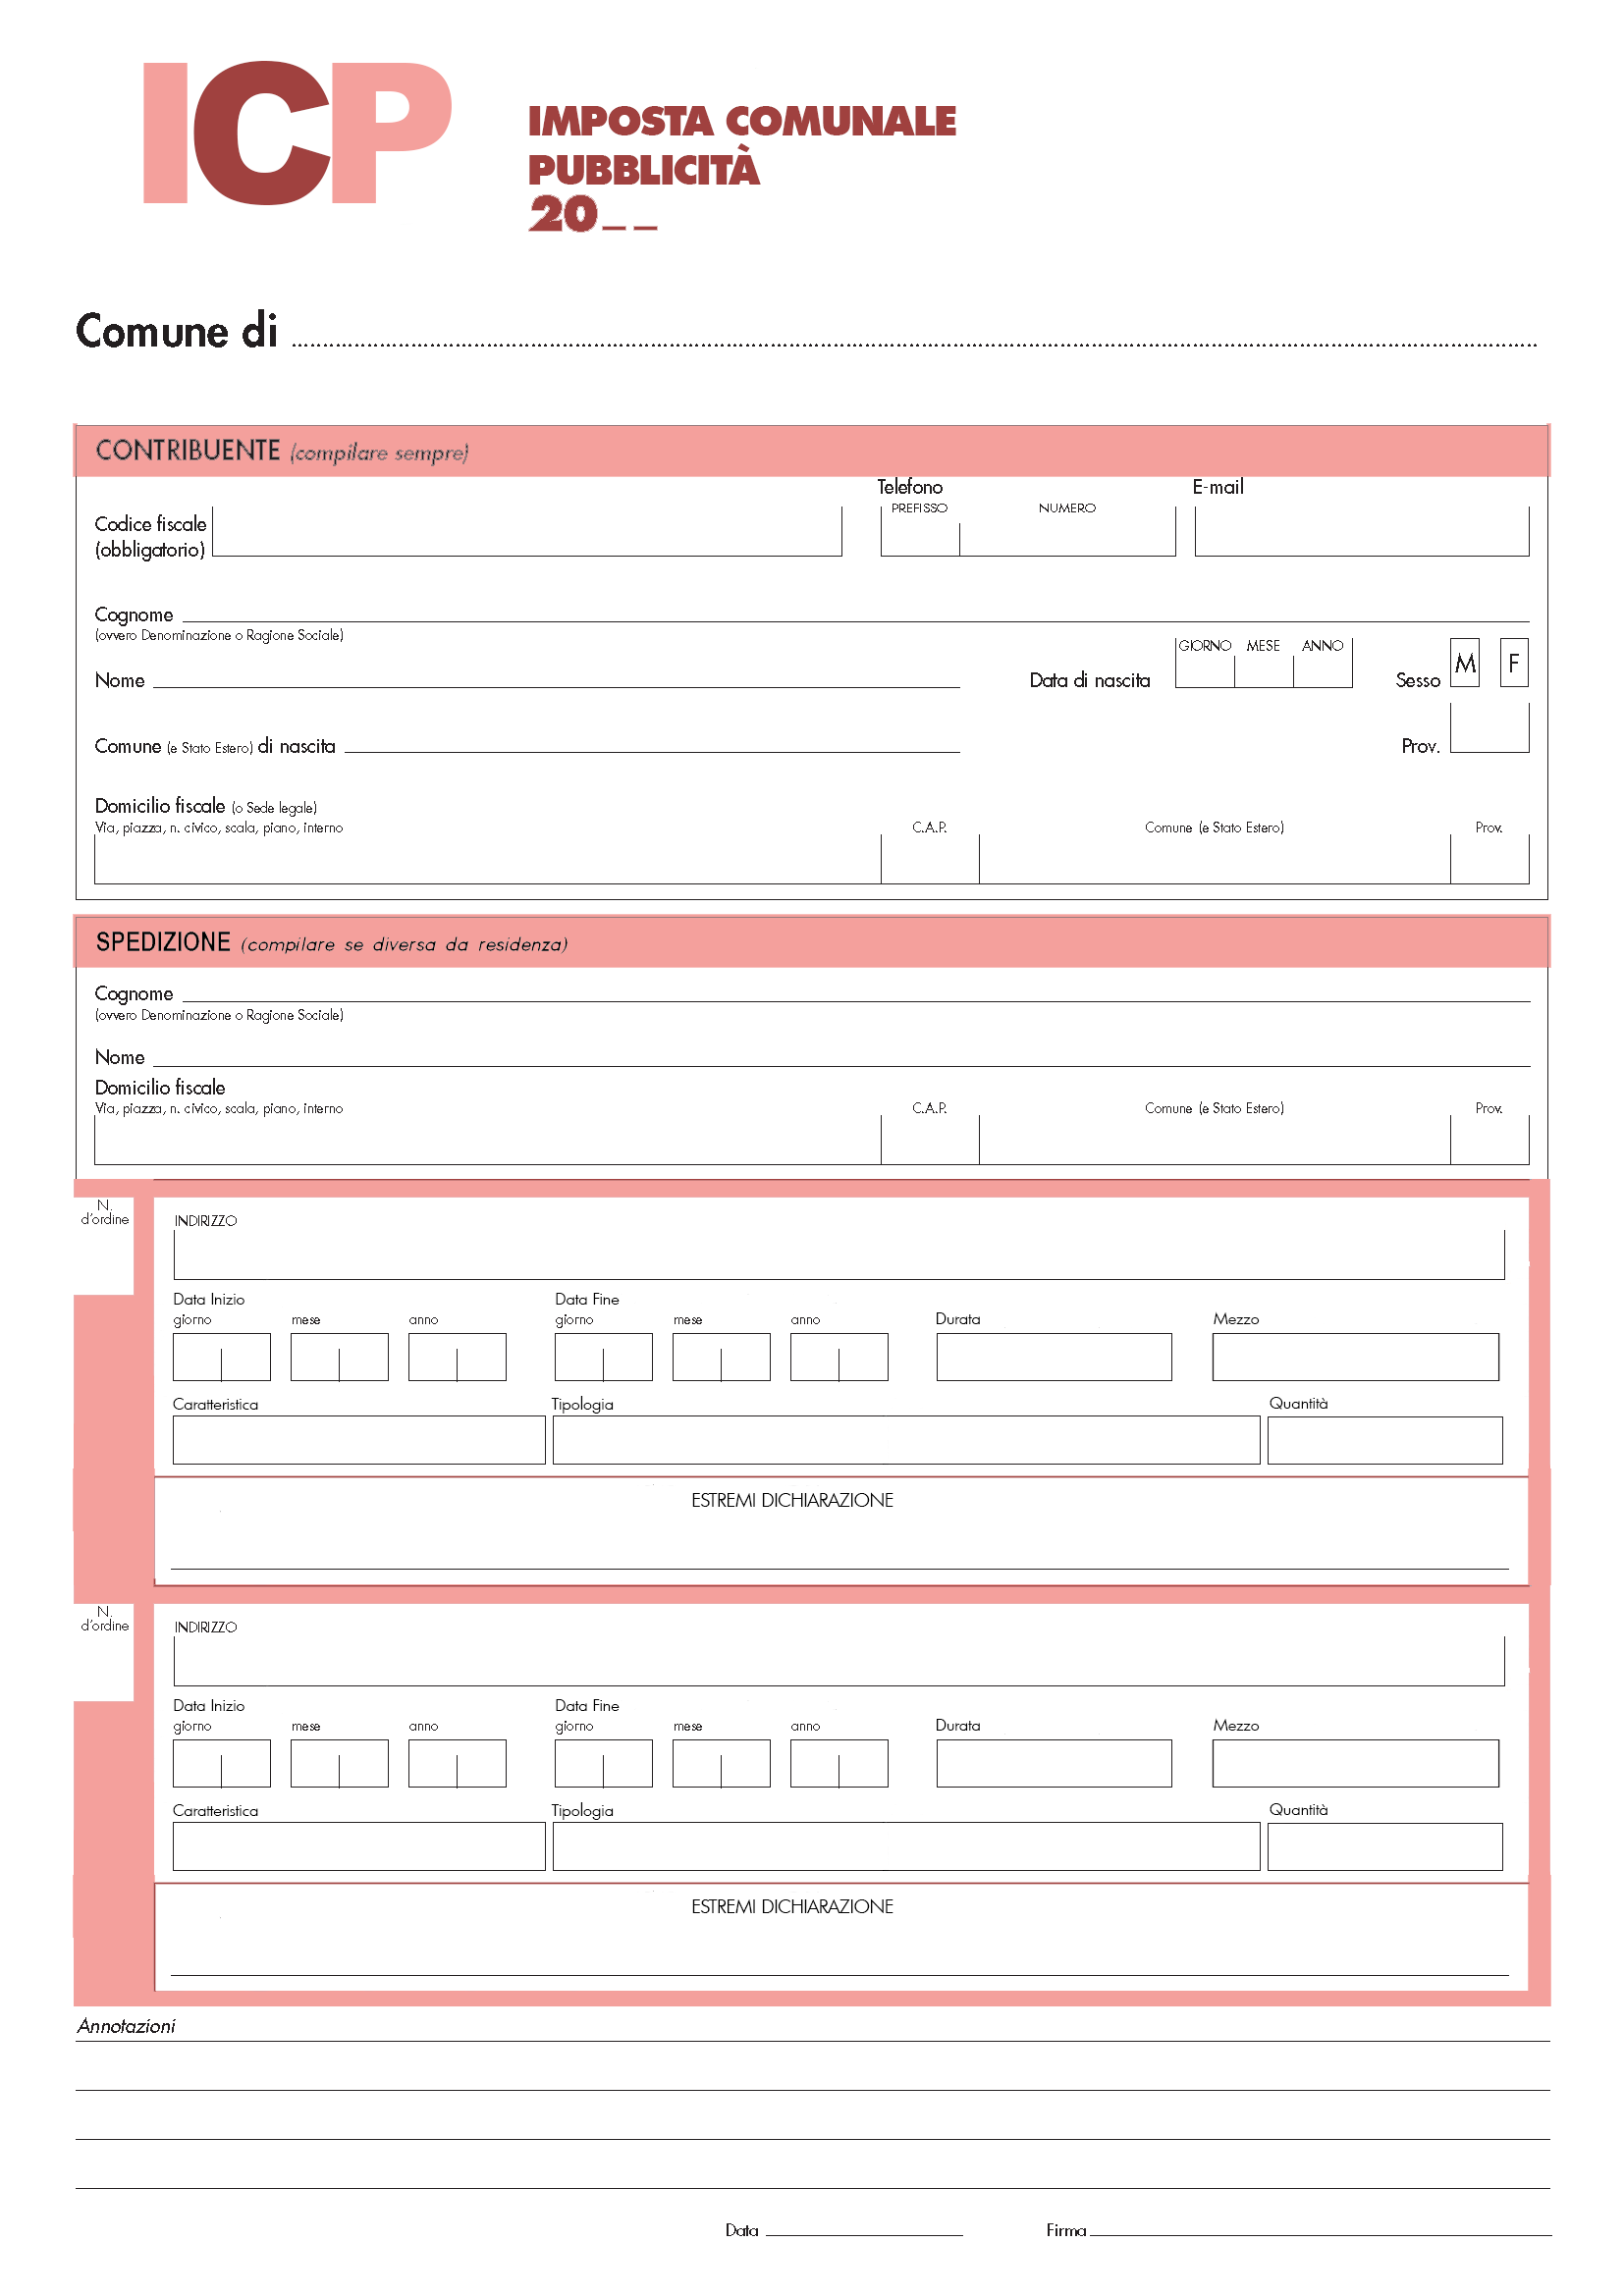 ICP
IMPOSTA COMUNALE
PUBBLICITÀ
20_ _
Comune di
CONTRIBUENTE (compilare sempre)
Telefono E-mail
PREFISSO NUMERO
Codice fiscale
(obbligatorio)
Cognome
(ovvero Denominazione o Ragione Sociale)
GIORNO MESE ANNO
Nome Data di nascita Sesso M F
Comune (e Stato Estero) di nascita Prov.
Domicilio fiscale (o Sede legale)
Via, piazza, n. civico, scala, piano, interno C.A.P. Comune (e Stato Estero) Prov.
SPEDIZIONE (compilare se diversa da residenza)
Cognome
(ovvero Denominazione o Ragione Sociale)
Nome
Domicilio fiscale
Via, piazza, n. civico, scala, piano, interno C.A.P. Comune (e Stato Estero) Prov.
N.
d'ordine
INDIRIZZO
Data Inizio Data Fine
giorno mese anno giorno mese anno Durata Mezzo
Caratteristica Tipologia Quantità
ESTREMI DICHIARAZIONE
N.
d'ordine
INDIRIZZO
Data Inizio Data Fine
giorno mese anno giorno mese anno Durata Mezzo
Caratteristica Tipologia Quantità
ESTREMI DICHIARAZIONE
Annotazioni
Data Firma